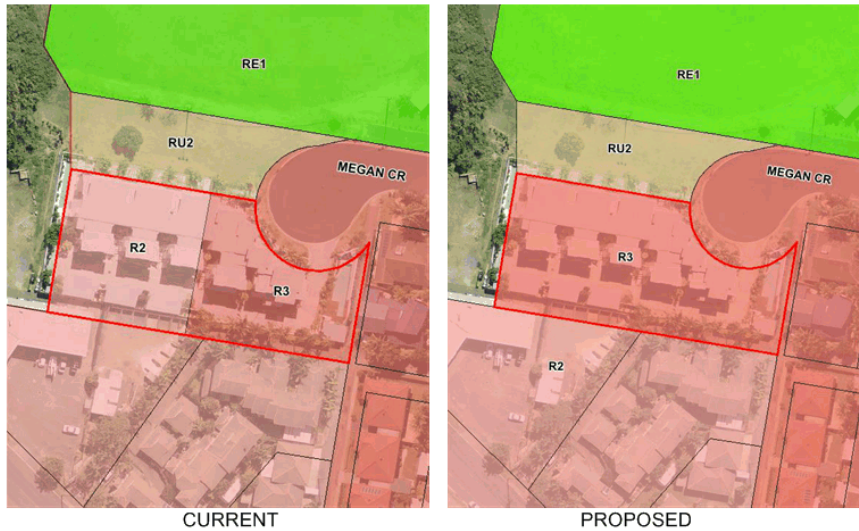 RE1
RU2
MEGAN CR
R2
R3
CURRENT
RE1
RU2
MEGAN CR
R3
R2
PROPOSED